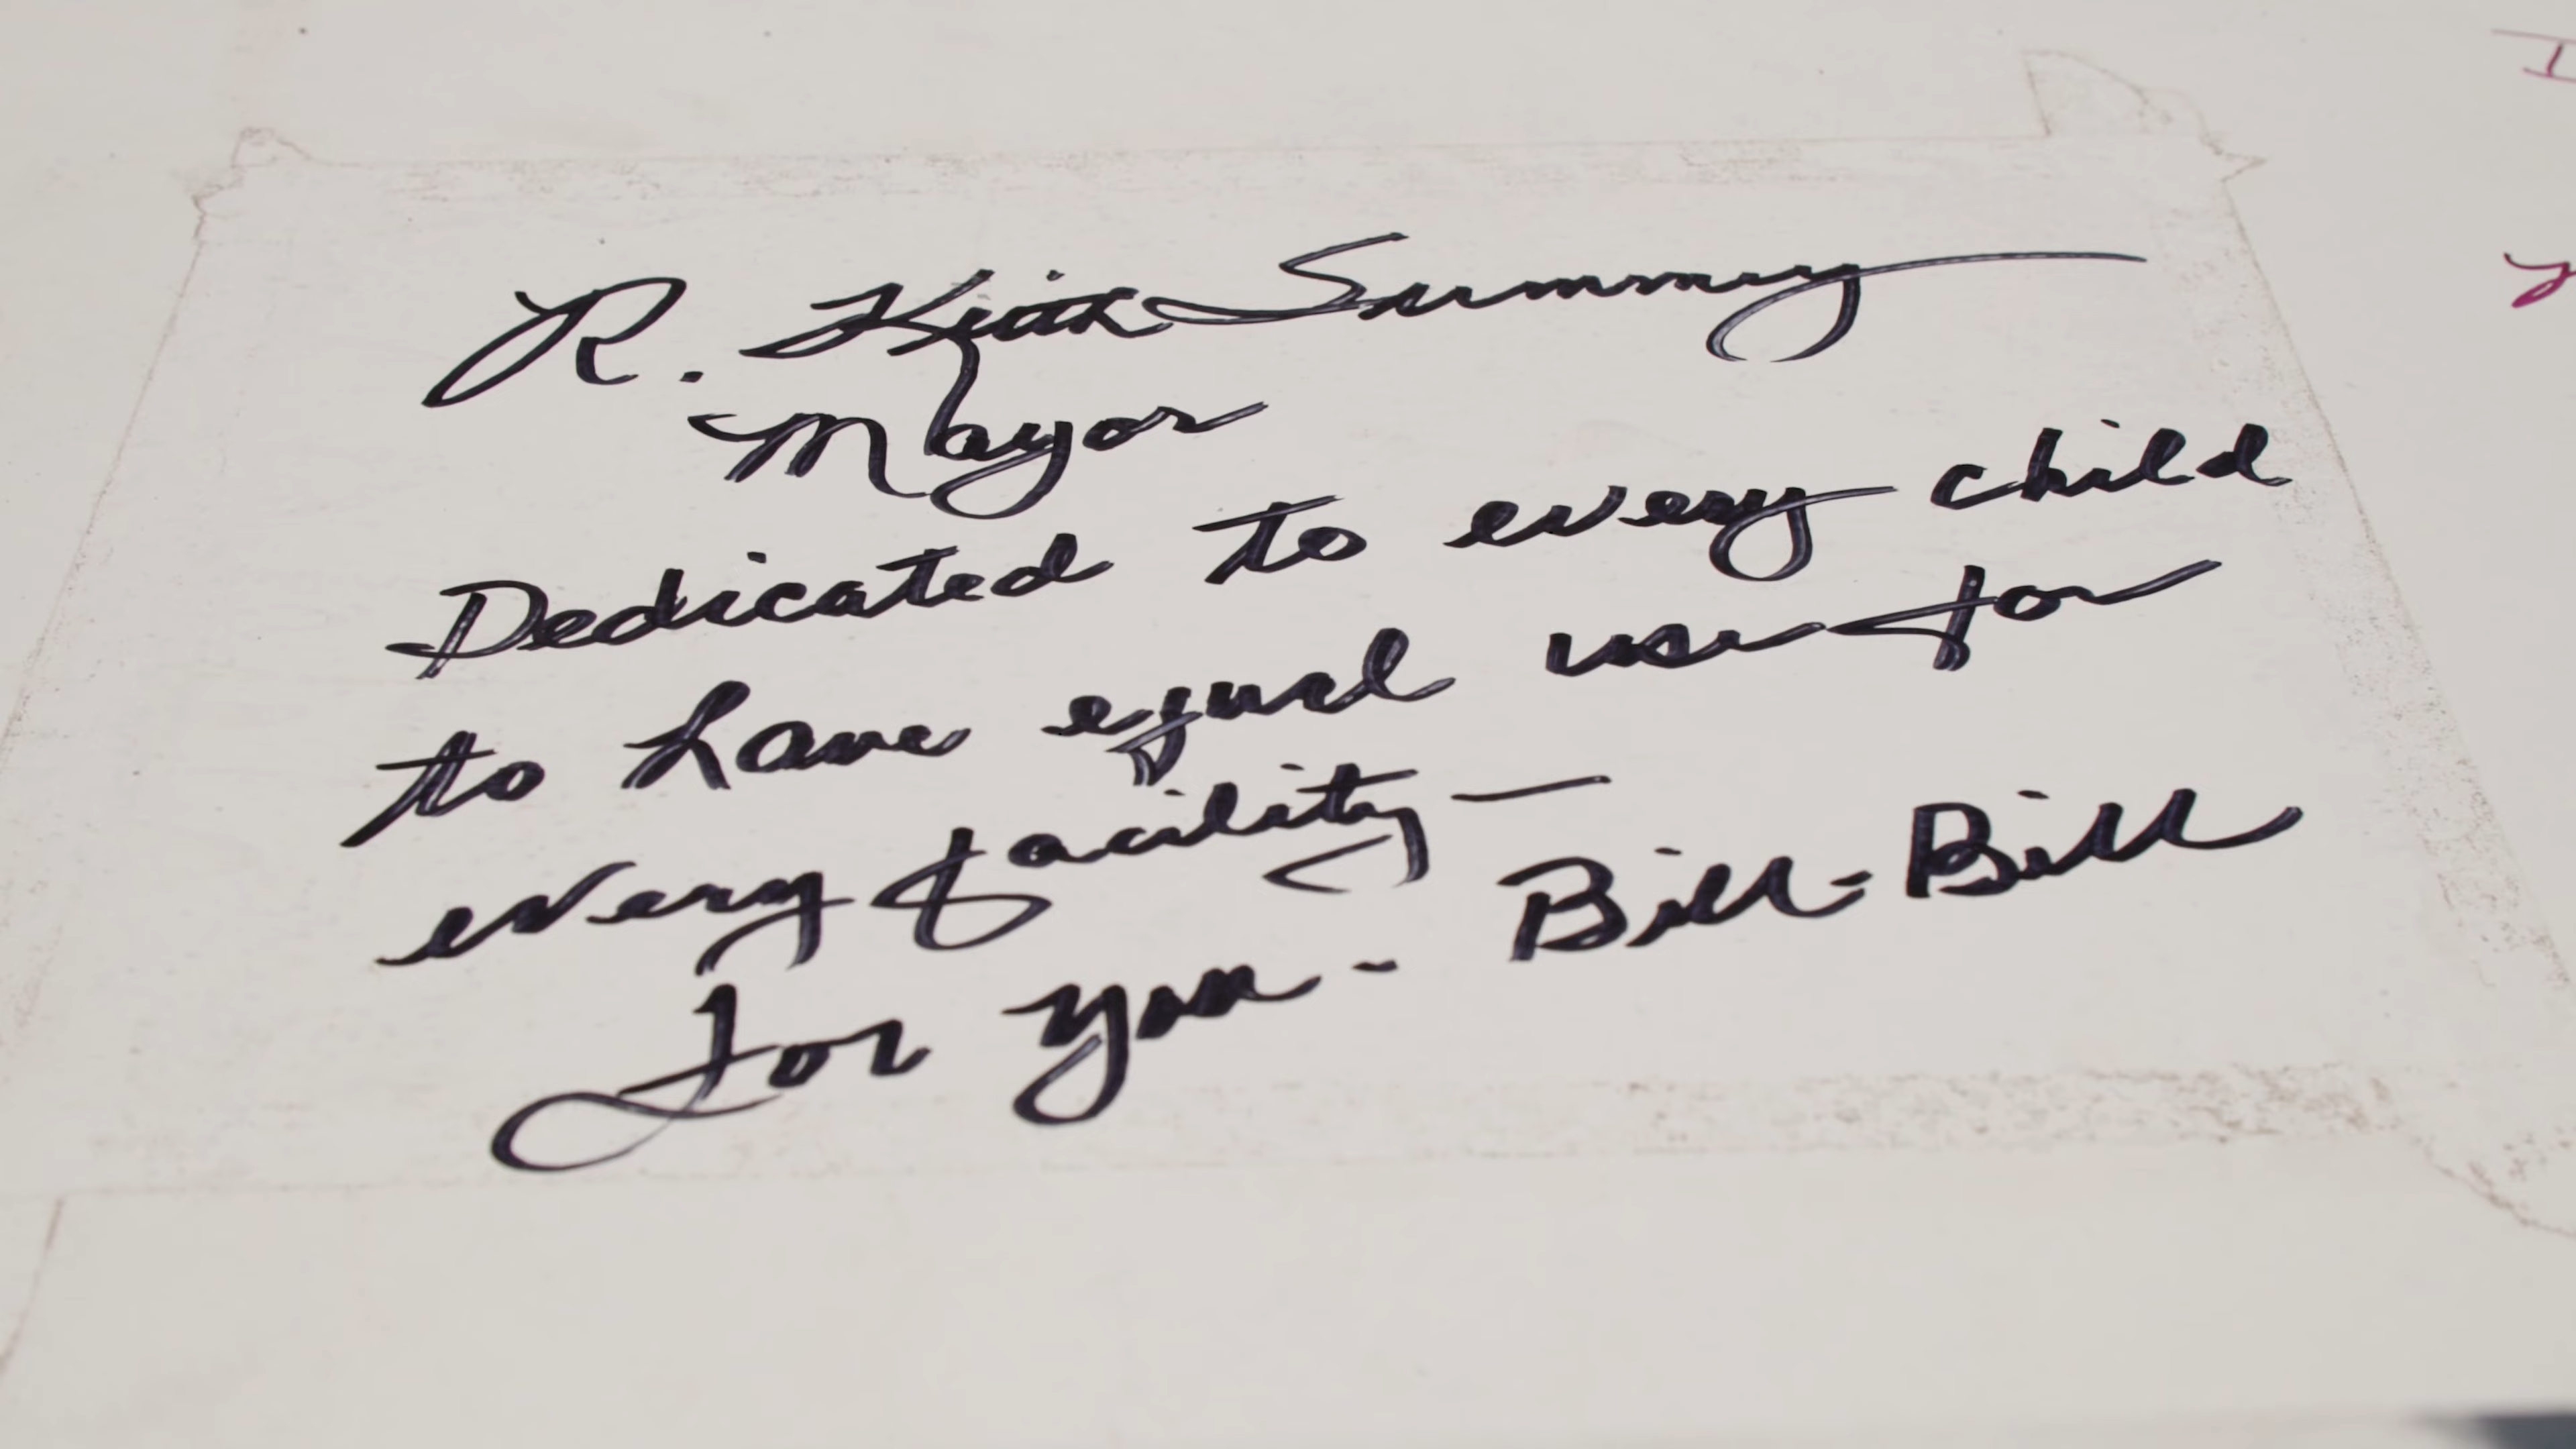 R. Keith Summey
Mayor
Dedicated to every child
to have equal use for
every facility —
for you - Bill - Bill
I
y